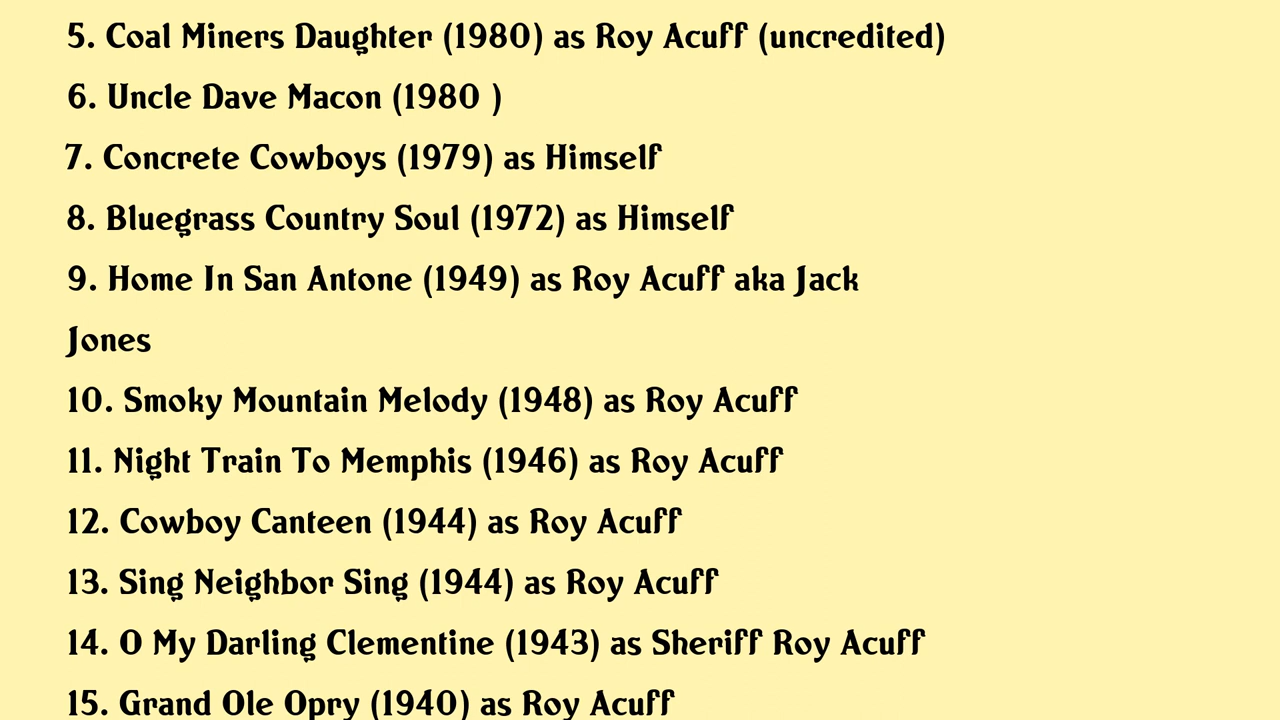 5. Coal Miners Daughter (1980) as Roy Acuff (uncredited)
6. Uncle Dave Macon (1980 )
7. Concrete Cowboys (1979) as Himself
8. Bluegrass Country Soul (1972) as Himself
9. Home In San Antone (1949) as Roy Acuff aka Jack
Jones
10. Smoky Mountain Melody (1948) as Roy Acuff
11. Night Train To Memphis (1946) as Roy Acuff
12. Cowboy Canteen (1944) as Roy Acuff
13. Sing Neighbor Sing (1944) as Roy Acuff
14. O My Darling Clementine (1943) as Sheriff Roy Acuff
15. Grand Ole Opry (1940) as Roy Acuff